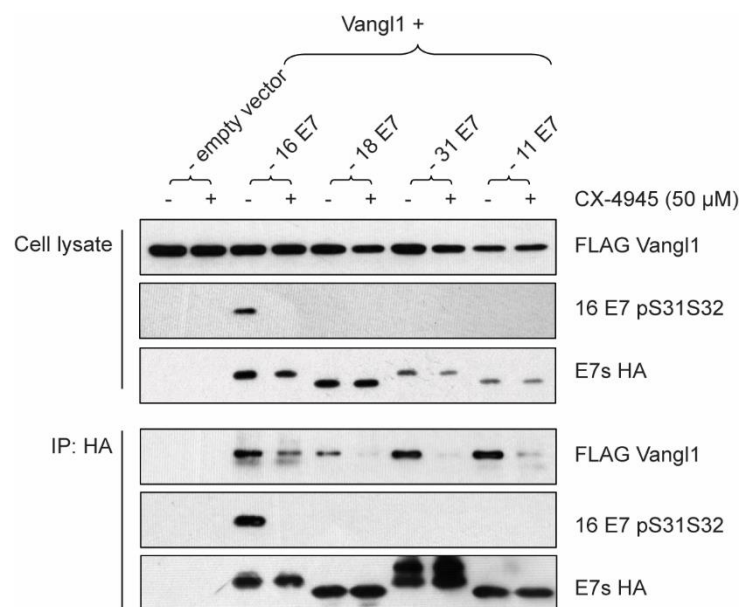 Vangl1 +
- empty vector
- 16 E7
- 18 E7
- 31 E7
- 11 E7
- + - + - + - + - + CX-4945 (50 µM)
Cell lysate
FLAG Vangl1
16 E7 pS31S32
E7s HA
IP: HA
FLAG Vangl1
16 E7 pS31S32
E7s HA